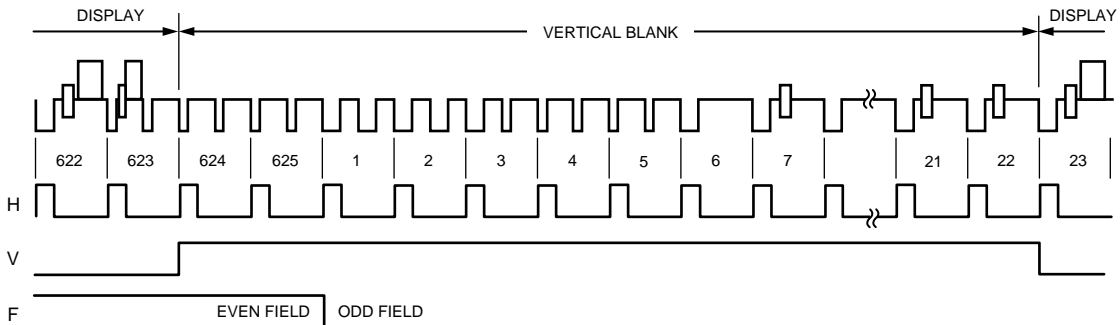 DISPLAY
DISPLAY
VERTICAL BLANK
622 623 624 625 1 2 3 4 5 6 7 21 22 23
H
V
F
EVEN FIELD ODD FIELD